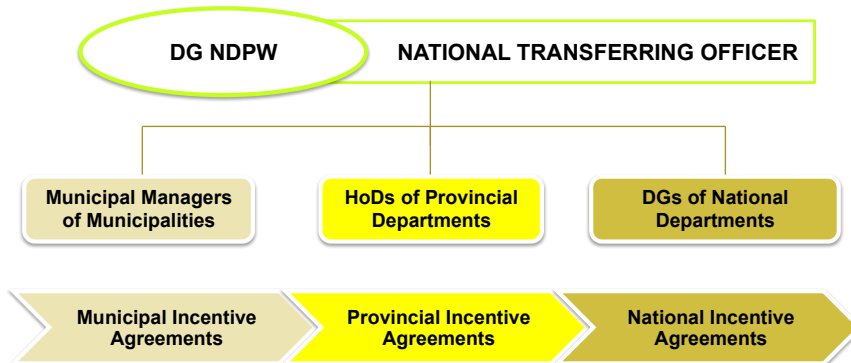 DG NDPW
NATIONAL TRANSFERRING OFFICER
Municipal Managers
of Municipalities
HoDs of Provincial
Departments
DGs of National
Departments
Municipal Incentive
Agreements
Provincial Incentive
Agreements
National Incentive
Agreements